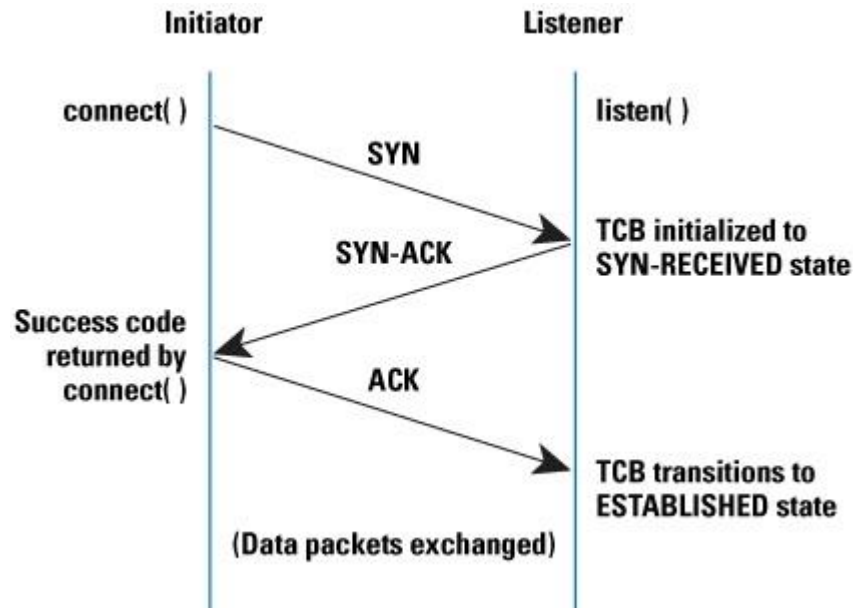 Initiator
Listener
connect( )
listen( )
SYN
TCB initialized to
SYN-RECEIVED state
SYN-ACK
Success code
returned by
connect( )
ACK
TCB transitions to
ESTABLISHED state
(Data packets exchanged)